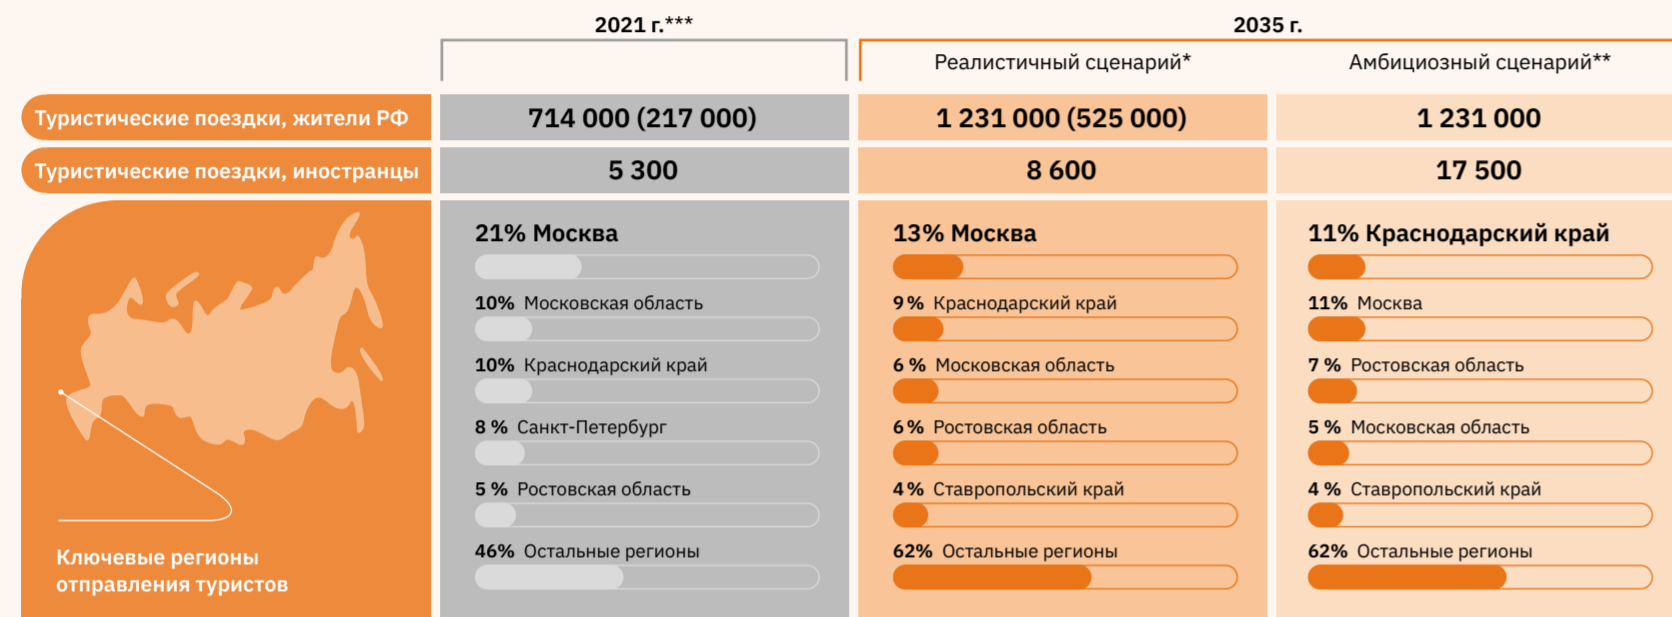 2021 г.***
2035 г.
Реалистичный сценарий*
Амбициозный сценарий**
Туристические поездки, жители РФ
714 000 (217 000)
1 231 000 (525 000)
1 231 000
Туристические поездки, иностранцы
5 300
8 600
17 500
Ключевые регионы
отправления туристов
21% Москва
10% Московская область
10% Краснодарский край
8 % Санкт-Петербург
5 % Ростовская область
46% Остальные регионы
13% Москва
9 % Краснодарский край
6 % Московская область
6 % Ростовская область
4 % Ставропольский край
62% Остальные регионы
11% Краснодарский край
11% Москва
7 % Ростовская область
5 % Московская область
4 % Ставропольский край
62% Остальные регионы